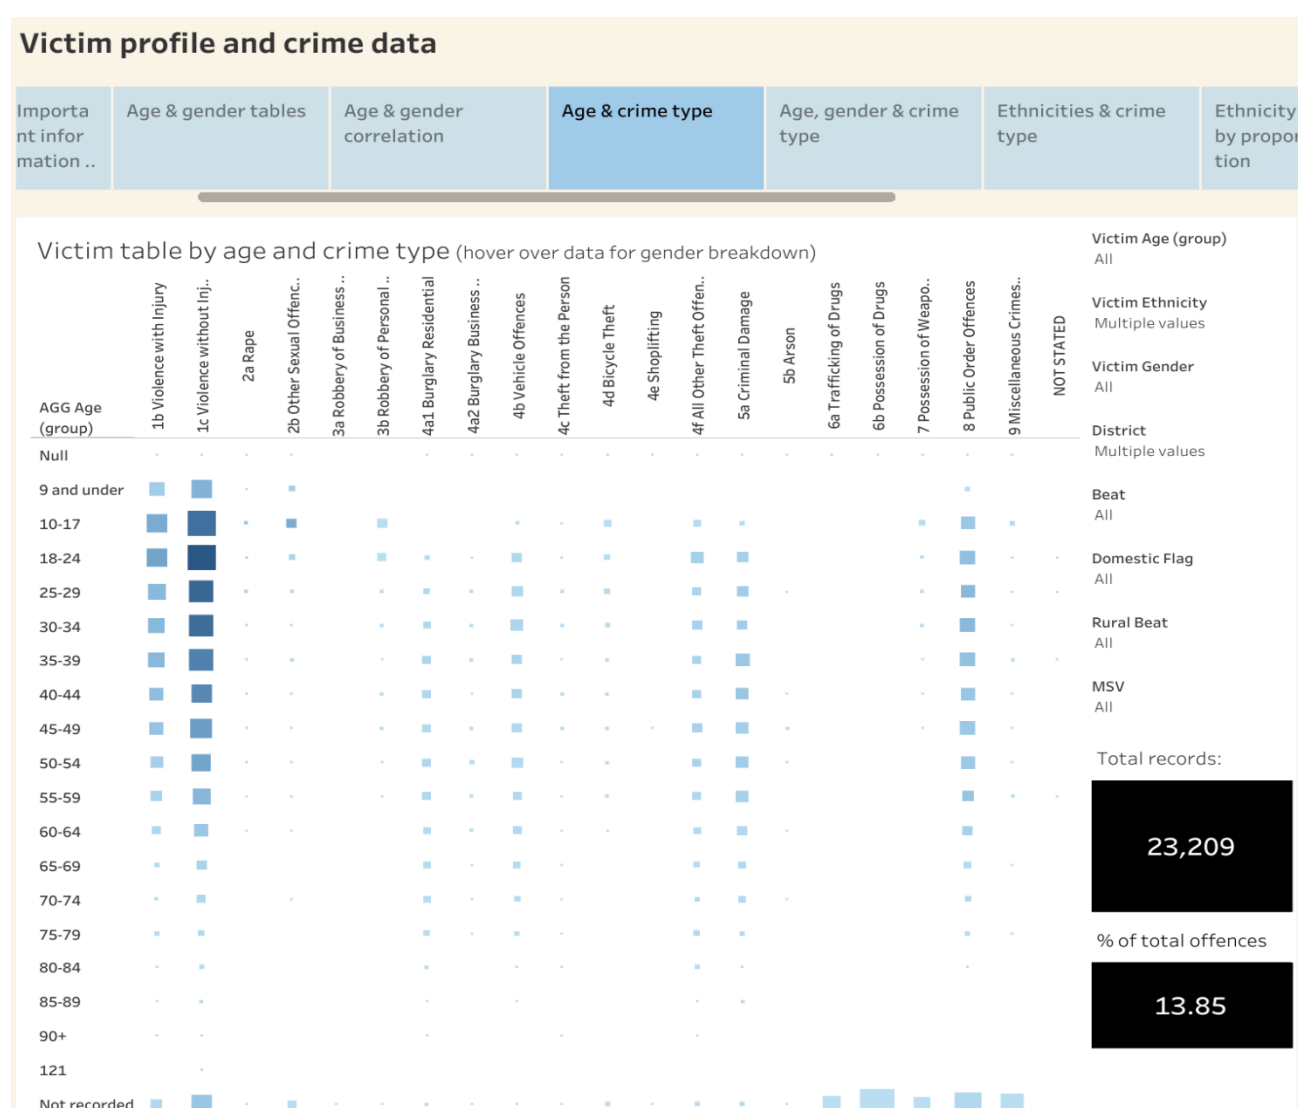 Victim profile and crime data
Importa
nt infor
mation ..
Age & gender tables
Age & gender
correlation
Age & crime type
Age, gender & crime
type
Ethnicities & crime
type
Ethnicity
by propor
tion
Victim table by age and crime type (hover over data for gender breakdown)
AGG Age
(group)
1b Violence with Injury
1c Violence without Inj..
2a Rape
2b Other Sexual Offenc..
3a Robbery of Business ..
3b Robbery of Personal ..
4a1 Burglary Residential
4a2 Burglary Business ..
4b Vehicle Offences
4c Theft from the Person
4d Bicycle Theft
4e Shoplifting
4f All Other Theft Offen..
5a Criminal Damage
5b Arson
6a Trafficking of Drugs
6b Possession of Drugs
7 Possession of Weapo..
8 Public Order Offences
9 Miscellaneous Crimes..
NOT STATED
Null
9 and under
10-17
18-24
25-29
30-34
35-39
40-44
45-49
50-54
55-59
60-64
65-69
70-74
75-79
80-84
85-89
90+
121
Not recorded
Victim Age (group)
All
Victim Ethnicity
Multiple values
Victim Gender
All
District
Multiple values
Beat
All
Domestic Flag
All
Rural Beat
All
MSV
All
Total records:
23,209
% of total offences
13.85